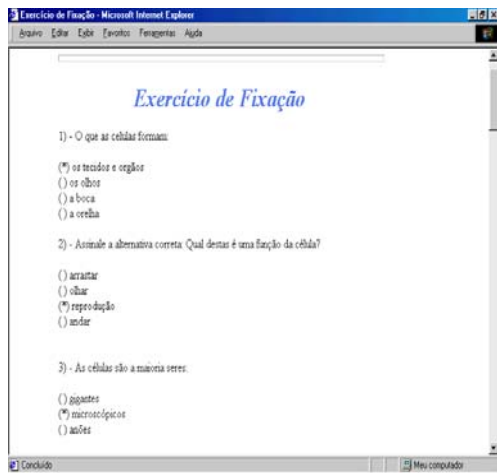 Exercício de Fixação - Microsoft Internet Explorer
Arquivo Editar Exibir Favoritos Ferramentas Ajuda
Exercício de Fixação
1) - O que as celulas formam:
(*) os tecidos e orgãos
( ) os olhos
( ) a boca
( ) a orelha
2) - Assinale a alternativa correta: Qual destas é uma função da célula?
( ) arrastar
( ) olhar
(*) reprodução
( ) andar
3) - As células são a maioria seres:
( ) gigantes
(*) microscópicos
( ) anões
Concluído Meu computador